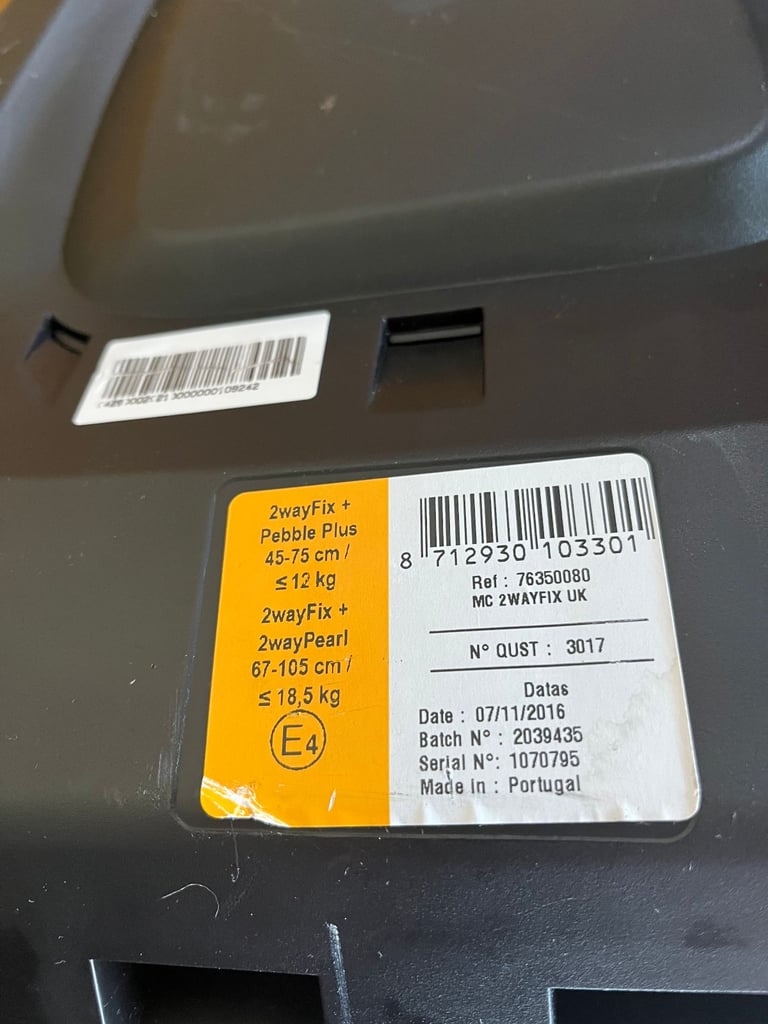 0000000109242
2wayFix +
Pebble Plus
45-75 cm /
≤ 12 kg
2wayFix +
2wayPearl
67-105 cm /
≤ 18,5 kg
E4
8 712930 103301
Ref : 76350080
MC 2WAYFIX UK
N° QUST : 3017
Datas
Date : 07/11/2016
Batch N° : 2039435
Serial N°: 1070795
Made in : Portugal